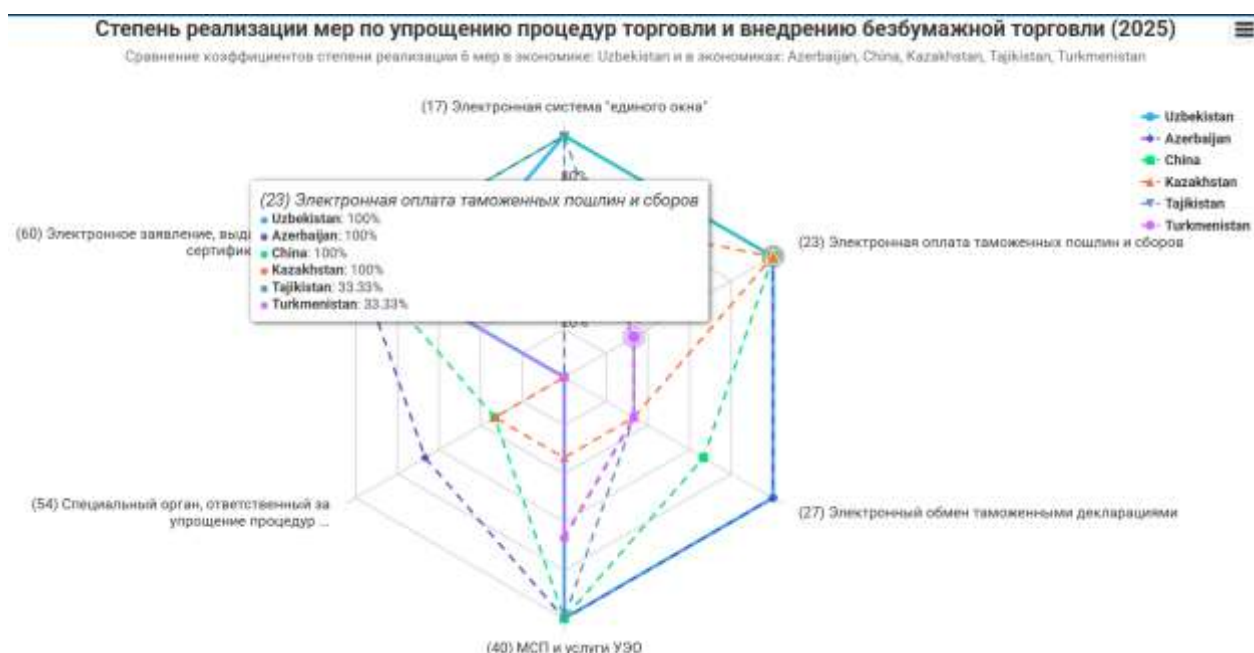 Степень реализации мер по упрощению процедур торговли и внедрению безбумажной торговли (2025)
Сравнение коэффициентов степени реализации 6 мер в экономике: Uzbekistan и в экономиках: Azerbaijan, China, Kazakhstan, Tajikistan, Turkmenistan
(17) Электронная система "единого окна"
Uzbekistan
Azerbaijan
China
Kazakhstan
Tajikistan
Turkmenistan
80%
(23) Электронная оплата таможенных пошлин и сборов
Uzbekistan: 100%
Azerbaijan: 100%
China: 100%
Kazakhstan: 100%
Tajikistan: 33.33%
Turkmenistan: 33.33%
(60) Электронное заявление,
(23) Электронная оплата таможенных пошлин и сборов
20%
(54) Специальный орган, ответственный за
упрощение процедур ...
(27) Электронный обмен таможенными декларациями
(40) МСП и услуги УЭО